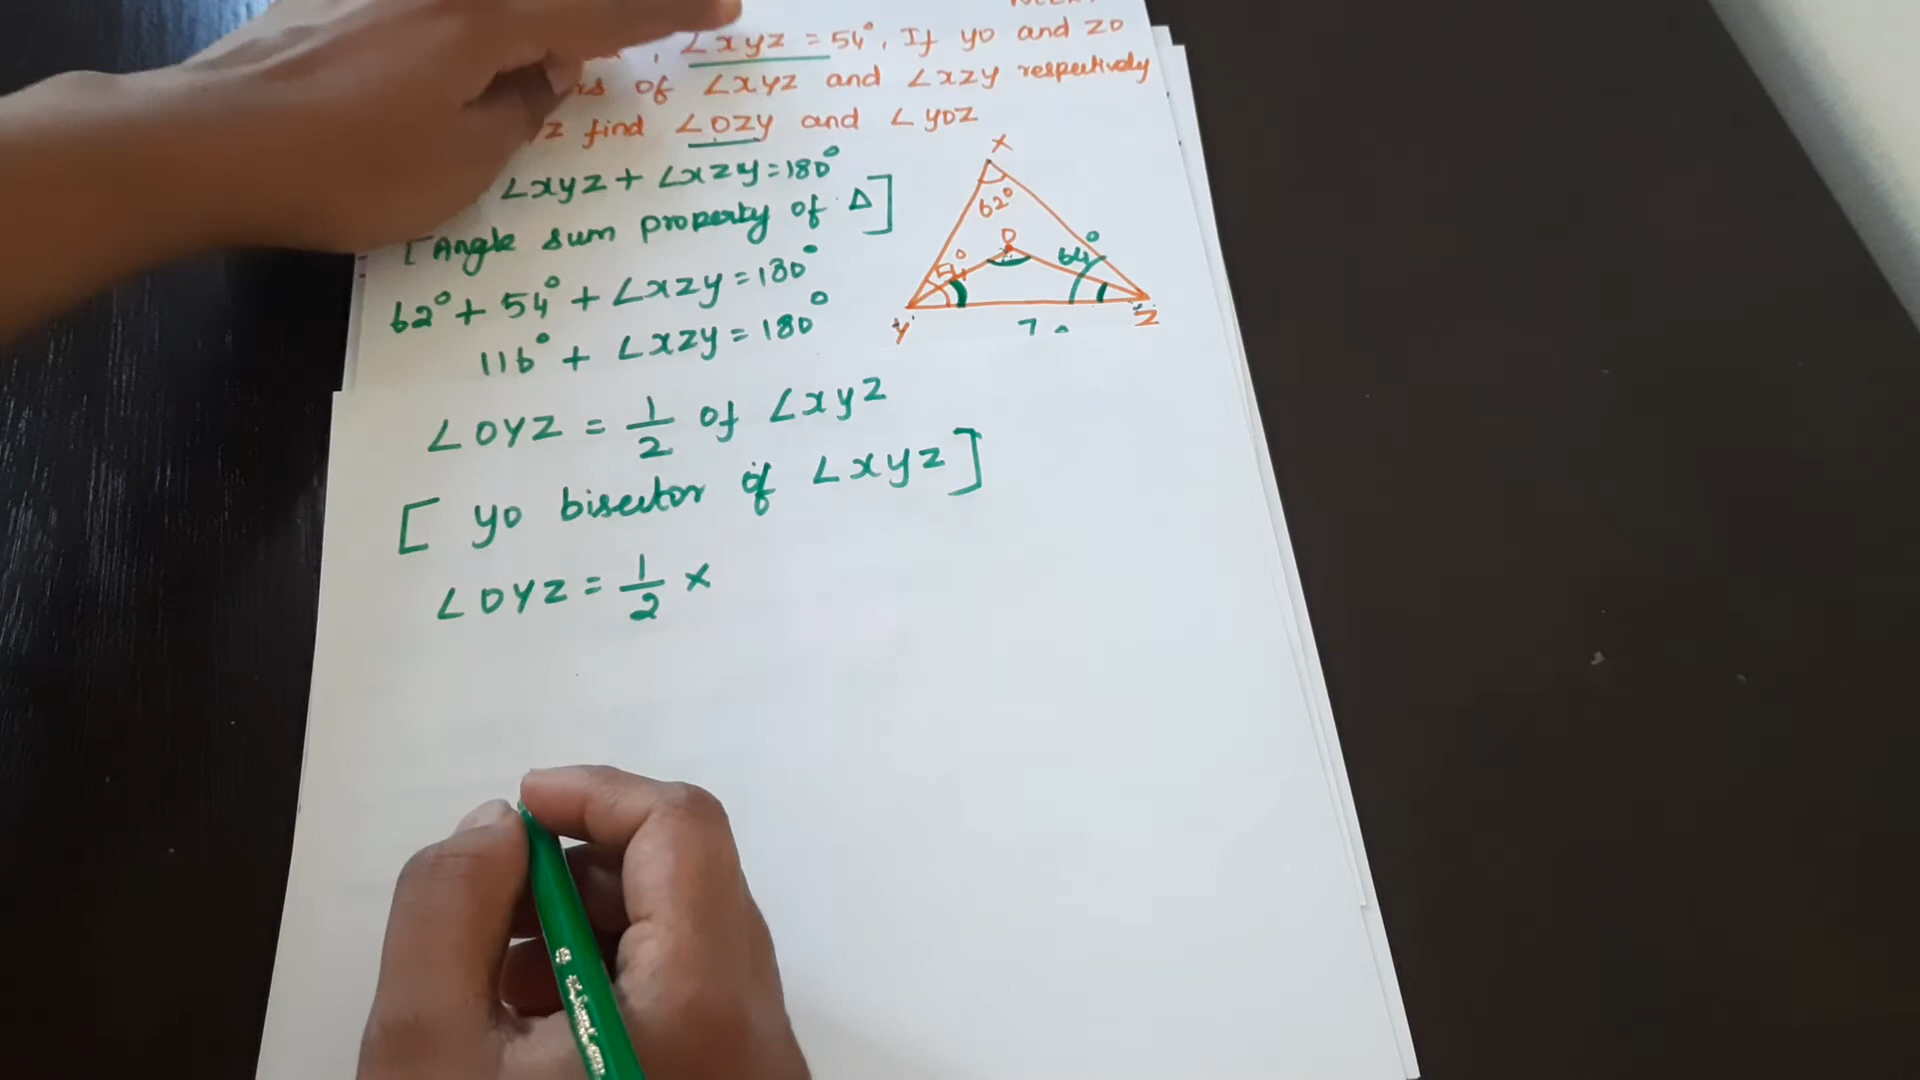 ∠xyz = 54°, If yo and zo
of ∠xyz and ∠xzy respectively
z find ∠OZY and ∠YOZ
∠xyz + ∠xzy = 180°
[Angle sum property of Δ]
62° + 54° + ∠xzy = 180°
116° + ∠xzy = 180°
∠OYZ = 1/2 of ∠xyz
[ yo bisector of ∠xyz ]
∠OYZ = 1/2 ×
x
62°
O
54°
64°
y
z